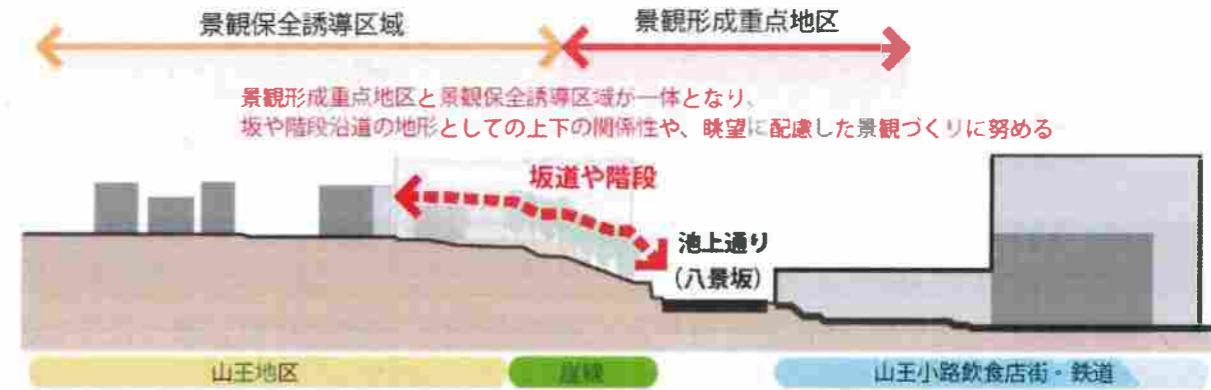 景観保全誘導区域
景観形成重点地区
景観形成重点地区と景観保全誘導区域が一体となり、
坂や階段沿道の地形としての上下の関係性や、眺望に配慮した景観づくりに努める
坂道や階段
池上通り
(八景坂)
山王地区
崖線
山王小路飲食店街・鉄道